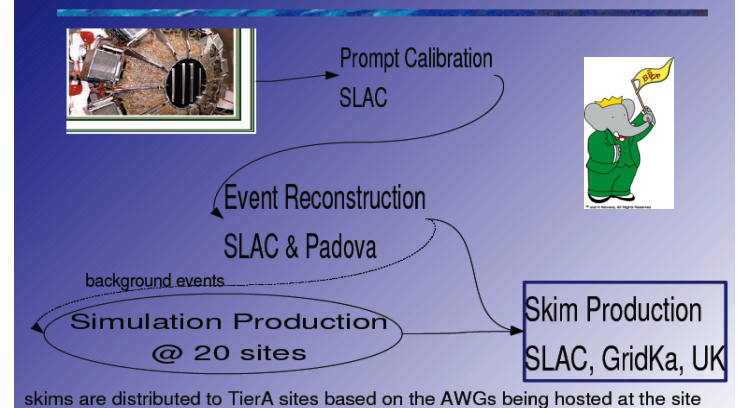 Prompt Calibration
SLAC
Event Reconstruction
SLAC & Padova
background events
Simulation Production
@ 20 sites
Skim Production
SLAC, GridKa, UK
skims are distributed to TierA sites based on the AWGs being hosted at the site